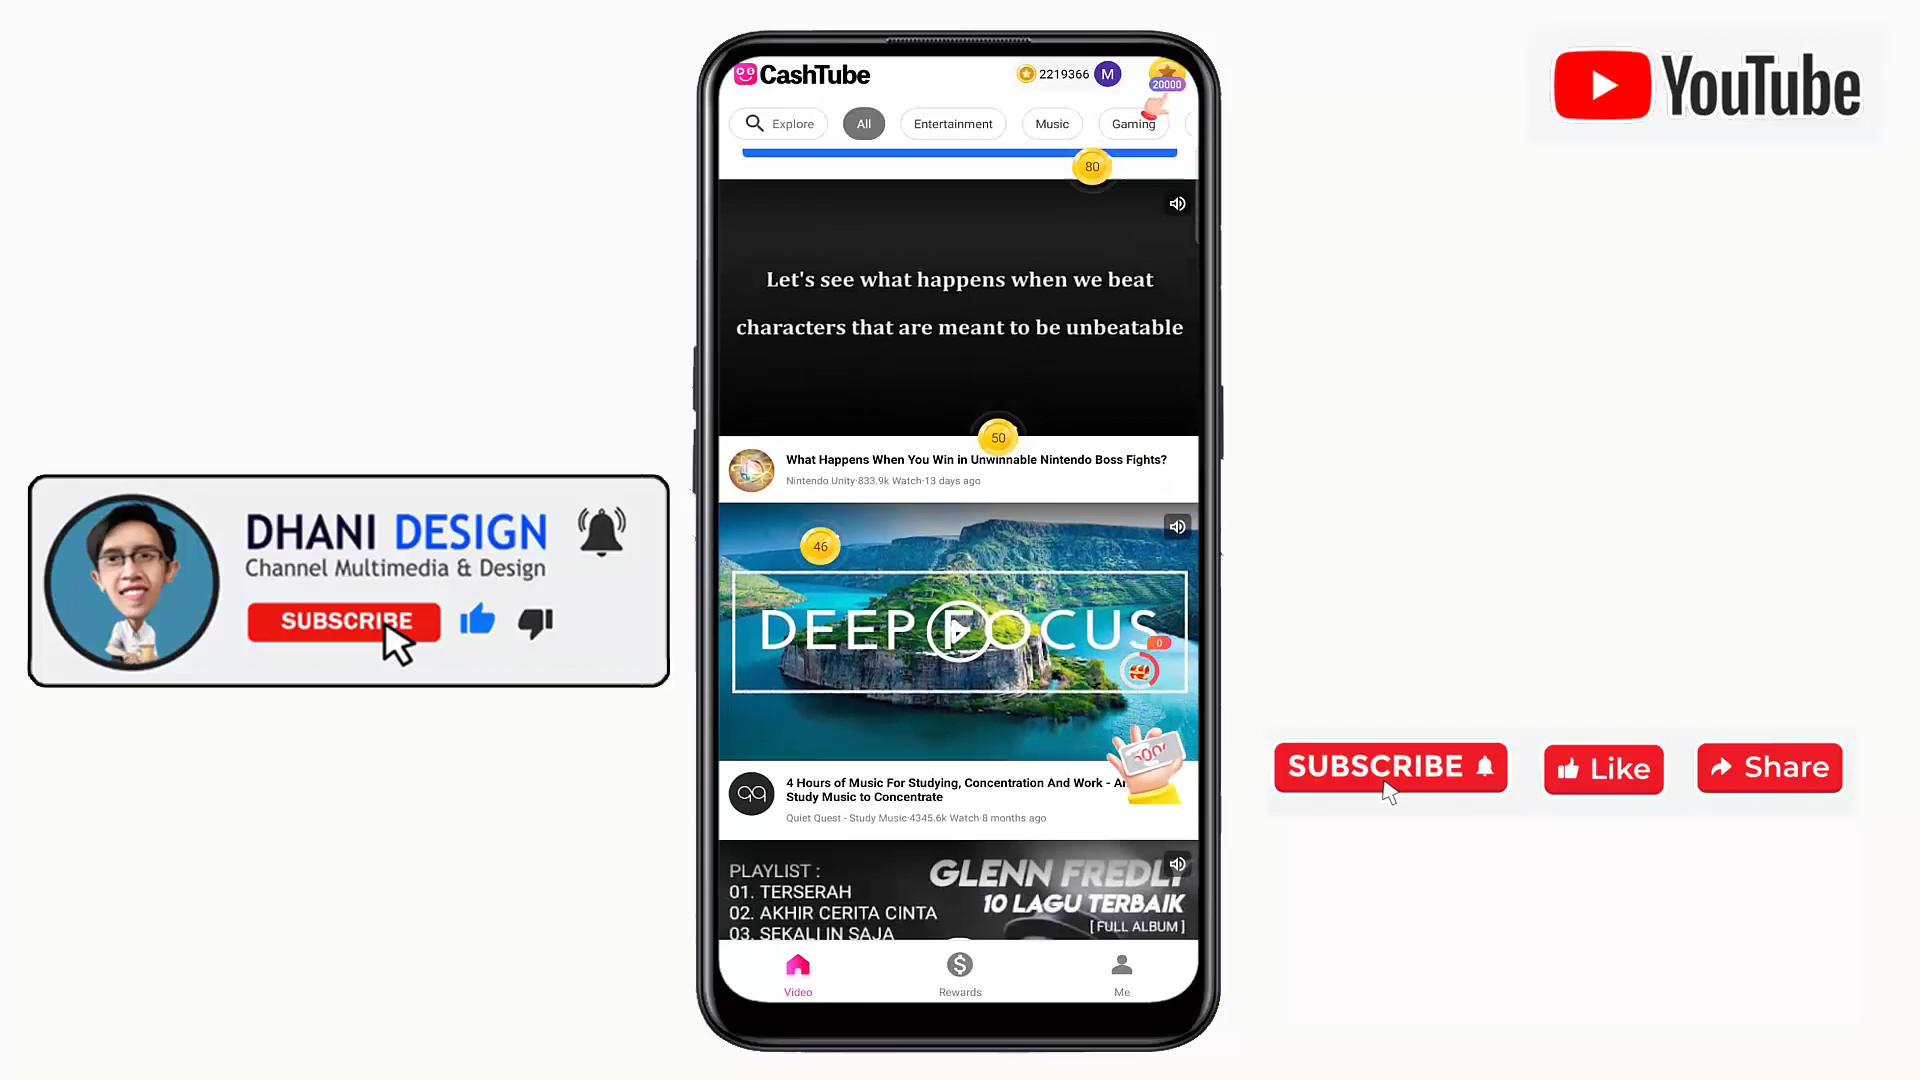 CashTube
2219366
M
20000
Explore
All
Entertainment
Music
Gaming
80
Let's see what happens when we beat
characters that are meant to be unbeatable
50
What Happens When You Win in Unwinnable Nintendo Boss Fights?
Nintendo Unity·833.9k Watch·13 days ago
46
DEEP FOCUS
0
4 Hours of Music For Studying, Concentration And Work -
Study Music to Concentrate
Quiet Quest - Study Music·4345.6k Watch·8 months ago
PLAYLIST :
01. TERSERAH
02. AKHIR CERITA CINTA
03. SEKALI IN SAJA
GLENN FREDLY
10 LAGU TERBAIK
[ FULL ALBUM ]
Video
Rewards
Me
DHANI DESIGN
Channel Multimedia & Design
SUBSCRIBE
YouTube
SUBSCRIBE
Like
Share